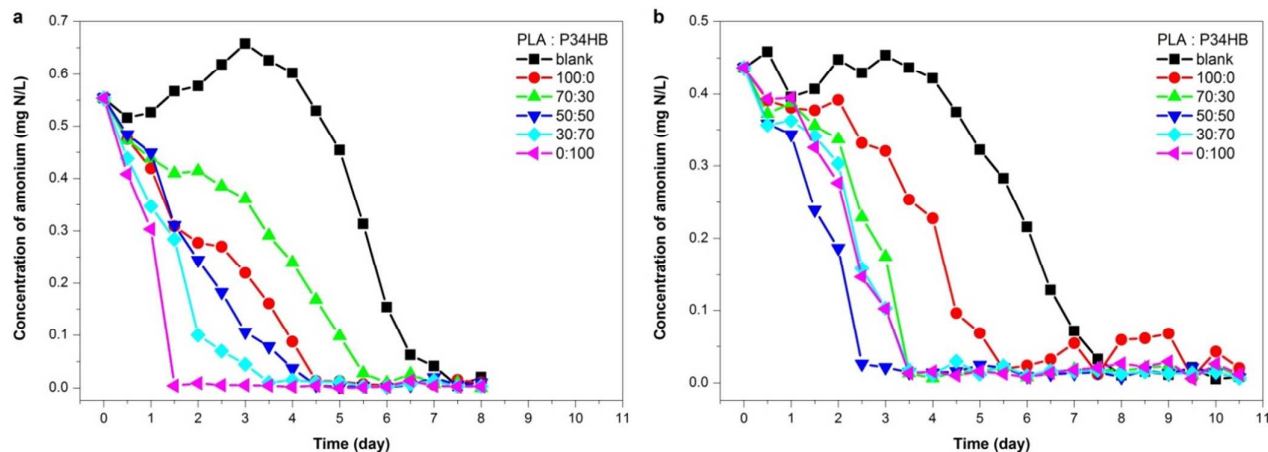 a
Concentration of amonium (mg N/L)
0.7
0.6
0.5
0.4
0.3
0.2
0.1
0.0
PLA : P34HB
blank
100:0
70:30
50:50
30:70
0:100
0 1 2 3 4 5 6 7 8 9 10 11
Time (day)
b
Concentration of amonium (mg N/L)
0.5
0.4
0.3
0.2
0.1
0.0
PLA : P34HB
blank
100:0
70:30
50:50
30:70
0:100
0 1 2 3 4 5 6 7 8 9 10 11
Time (day)